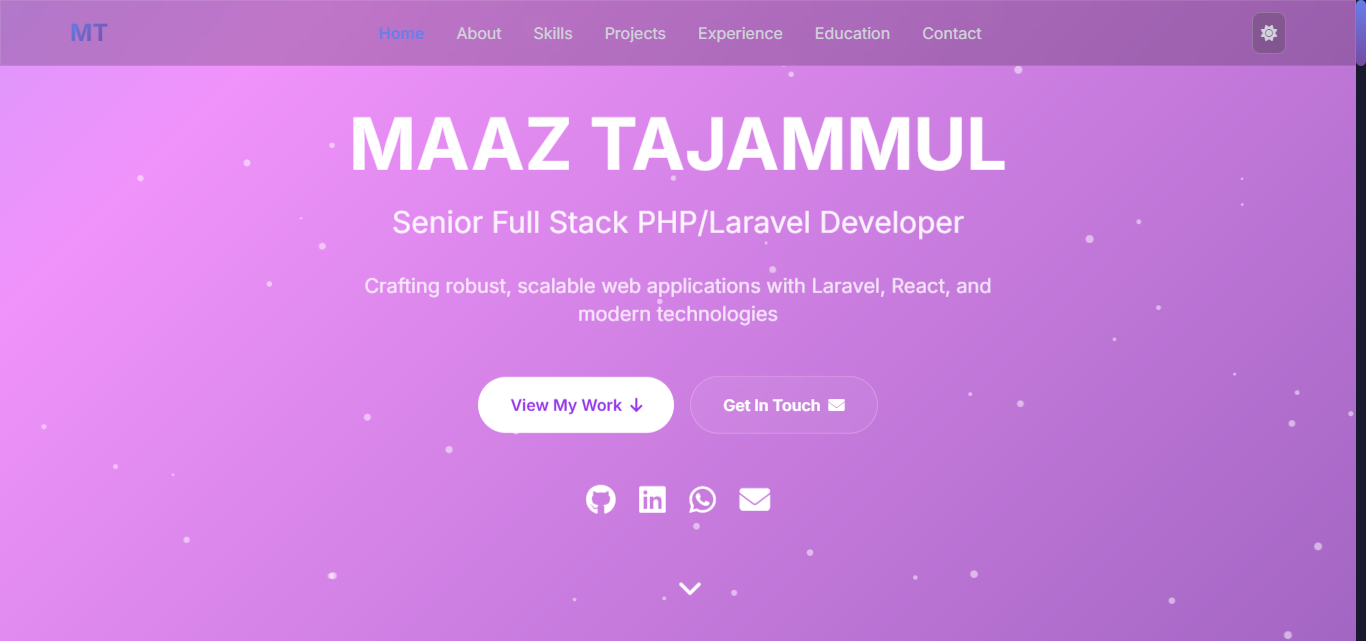 MT
Home About Skills Projects Experience Education Contact
MAAZ TAJAMMUL
Senior Full Stack PHP/Laravel Developer
Crafting robust, scalable web applications with Laravel, React, and
modern technologies
View My Work Get In Touch